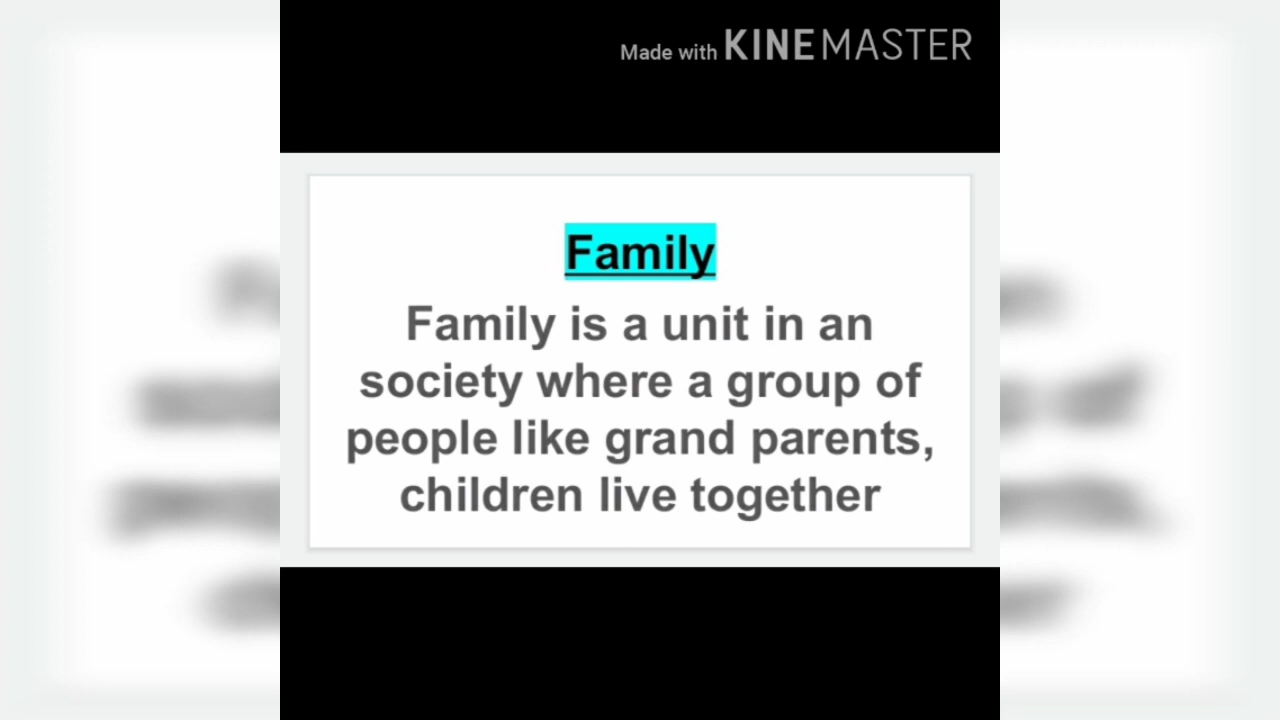 Made with KINEMASTER
Family
Family is a unit in an
society where a group of
people like grand parents,
children live together